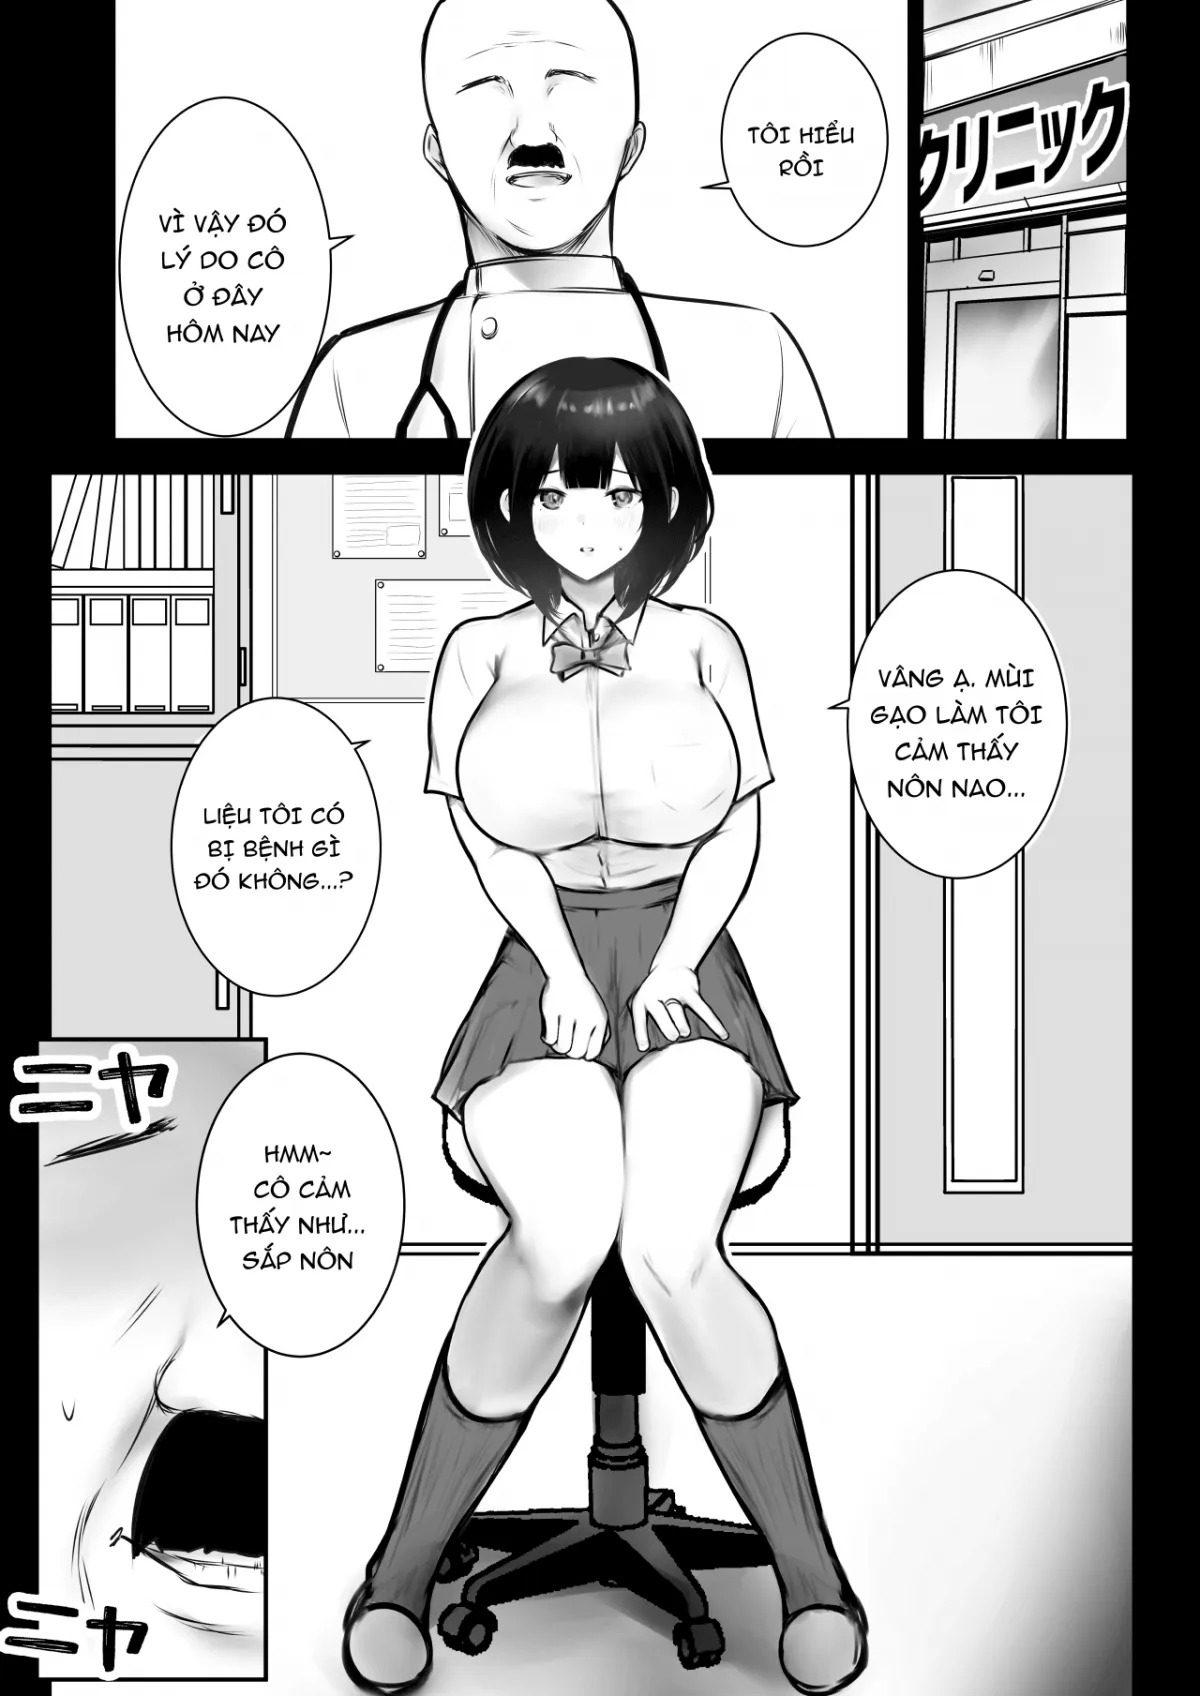 クリニック
TÔI HIỂU
RỒI
VÌ VẬY ĐÓ
LÝ DO CÔ
Ở ĐÂY
HÔM NAY
VÂNG Ạ. MÙI
GẠO LÀM TÔI
CẢM THẤY
NÔN NAO...
LIỆU TÔI CÓ
BỊ BỆNH GÌ
ĐÓ KHÔNG...?
HMM~
CÔ CẢM
THẤY NHƯ...
SẮP NÔN
ニヤ
ニヤ